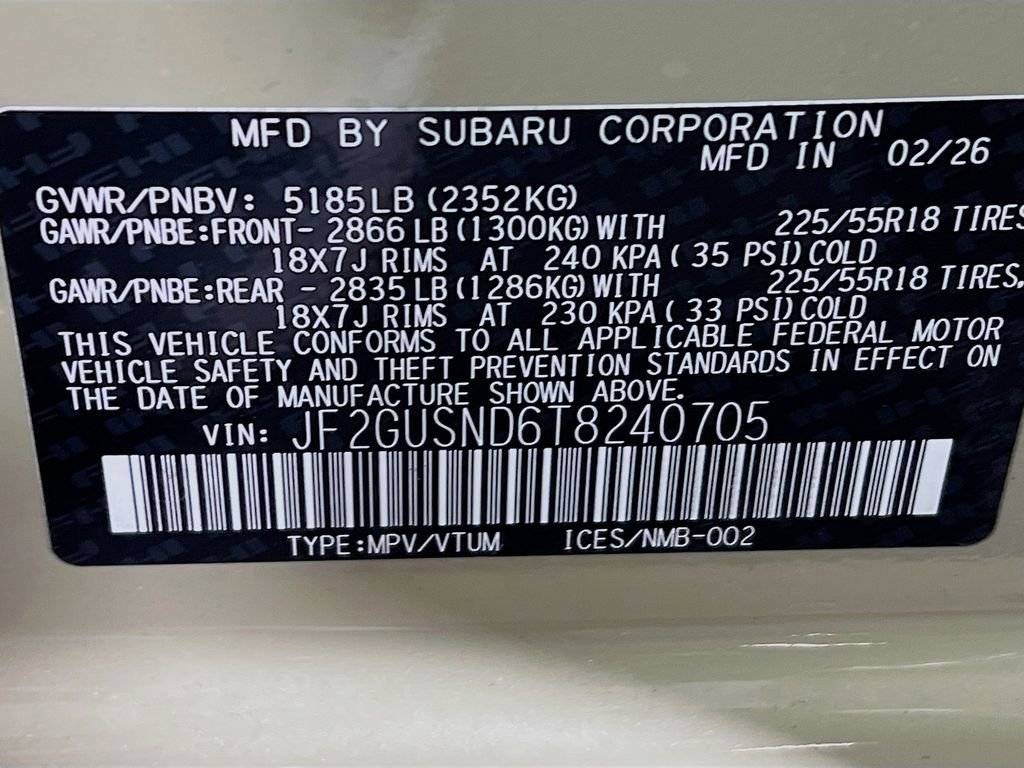 MFD BY SUBARU CORPORATION
MFD IN 02/26
GVWR/PNBV: 5185LB (2352KG)
GAWR/PNBE:FRONT- 2866 LB (1300KG) WITH 225/55R18 TIRES
18X7J RIMS AT 240 KPA ( 35 PSI) COLD
GAWR/PNBE:REAR - 2835 LB (1286KG) WITH 225/55R18 TIRES,
18X7J RIMS AT 230 KPA ( 33 PSI) COLD
THIS VEHICLE CONFORMS TO ALL APPLICABLE FEDERAL MOTOR
VEHICLE SAFETY AND THEFT PREVENTION STANDARDS IN EFFECT ON
THE DATE OF MANUFACTURE SHOWN ABOVE.
VIN: JF2GUSND6T8240705
TYPE:MPV/VTUM ICES/NMB-002